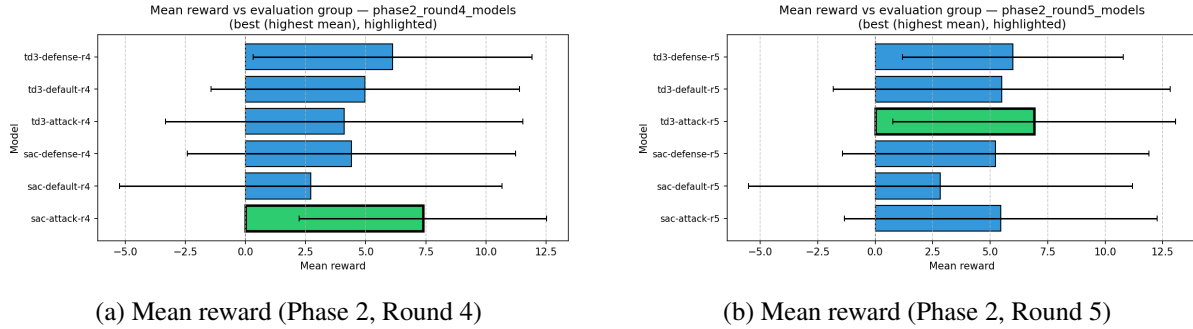 Mean reward vs evaluation group — phase2_round4_models
(best (highest mean), highlighted)
Model
td3-defense-r4
td3-default-r4
td3-attack-r4
sac-defense-r4
sac-default-r4
sac-attack-r4
−5.0 −2.5 0.0 2.5 5.0 7.5 10.0 12.5
Mean reward
(a) Mean reward (Phase 2, Round 4)
Mean reward vs evaluation group — phase2_round5_models
(best (highest mean), highlighted)
Model
td3-defense-r5
td3-default-r5
td3-attack-r5
sac-defense-r5
sac-default-r5
sac-attack-r5
−5.0 −2.5 0.0 2.5 5.0 7.5 10.0 12.5
Mean reward
(b) Mean reward (Phase 2, Round 5)